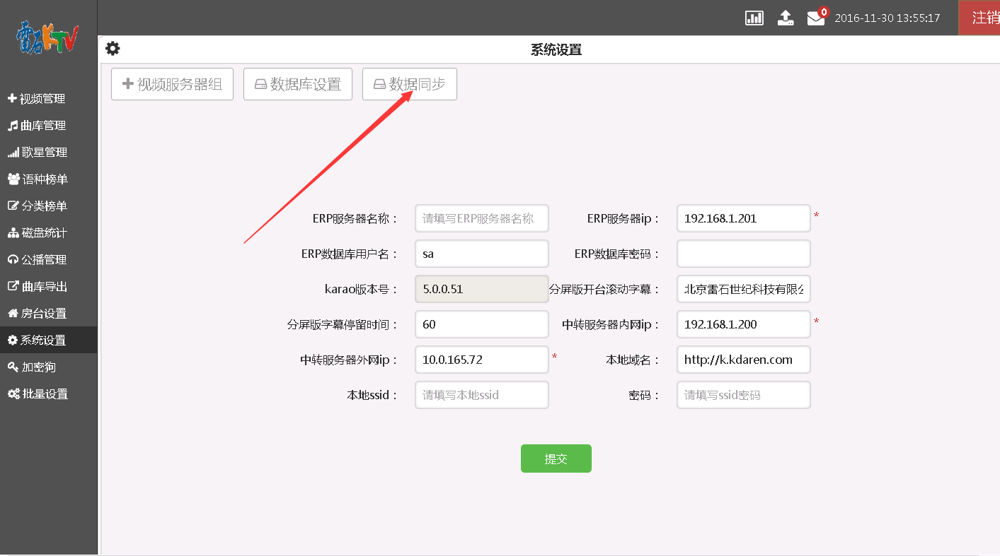 雷石KTV
0
2016-11-30 13:55:17
注销
视频管理
曲库管理
歌星管理
语种榜单
分类榜单
磁盘统计
公播管理
曲库导出
房台设置
系统设置
加密狗
批量设置
系统设置
视频服务器组 数据库设置 数据同步
ERP服务器名称： 请填写ERP服务器名称 ERP服务器ip： 192.168.1.201 *
ERP数据库用户名： sa ERP数据库密码：
karao版本号： 5.0.0.51 分屏版开台滚动字幕： 北京雷石世纪科技有限
分屏版字幕停留时间： 60 中转服务器内网ip： 192.168.1.200 *
中转服务器外网ip： 10.0.165.72 * 本地域名： http://k.kdaren.com
本地ssid： 请填写本地ssid 密码： 请填写ssid密码
提交